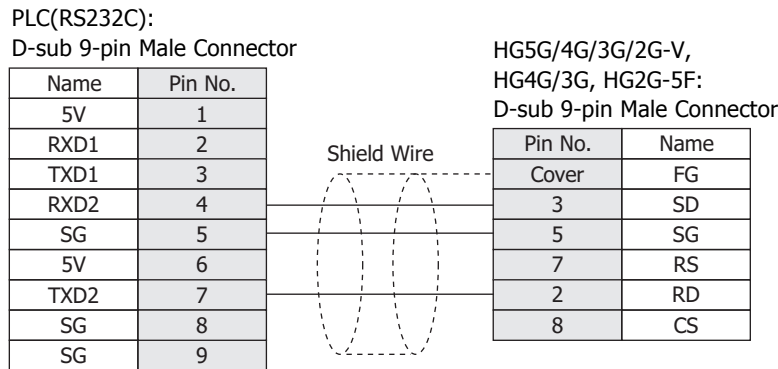 PLC(RS232C):
D-sub 9-pin Male Connector
Name Pin No.
5V 1
RXD1 2
TXD1 3
RXD2 4
SG 5
5V 6
TXD2 7
SG 8
SG 9
Shield Wire
HG5G/4G/3G/2G-V,
HG4G/3G, HG2G-5F:
D-sub 9-pin Male Connector
Pin No. Name
Cover FG
3 SD
5 SG
7 RS
2 RD
8 CS